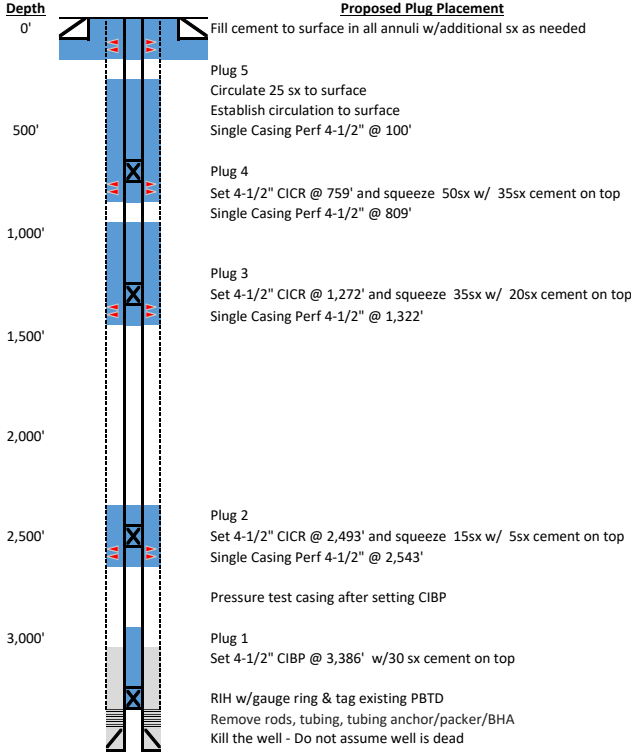 Depth Proposed Plug Placement
0' Fill cement to surface in all annuli w/additional sx as needed
Plug 5
Circulate 25 sx to surface
Establish circulation to surface
500' Single Casing Perf 4-1/2" @ 100'
Plug 4
Set 4-1/2" CICR @ 759' and squeeze 50sx w/ 35sx cement on top
Single Casing Perf 4-1/2" @ 809'
1,000'
Plug 3
Set 4-1/2" CICR @ 1,272' and squeeze 35sx w/ 20sx cement on top
Single Casing Perf 4-1/2" @ 1,322'
1,500'
2,000'
Plug 2
2,500' Set 4-1/2" CICR @ 2,493' and squeeze 15sx w/ 5sx cement on top
Single Casing Perf 4-1/2" @ 2,543'
Pressure test casing after setting CIBP
3,000' Plug 1
Set 4-1/2" CIBP @ 3,386' w/30 sx cement on top
RIH w/gauge ring & tag existing PBTD
Remove rods, tubing, tubing anchor/packer/BHA
Kill the well - Do not assume well is dead